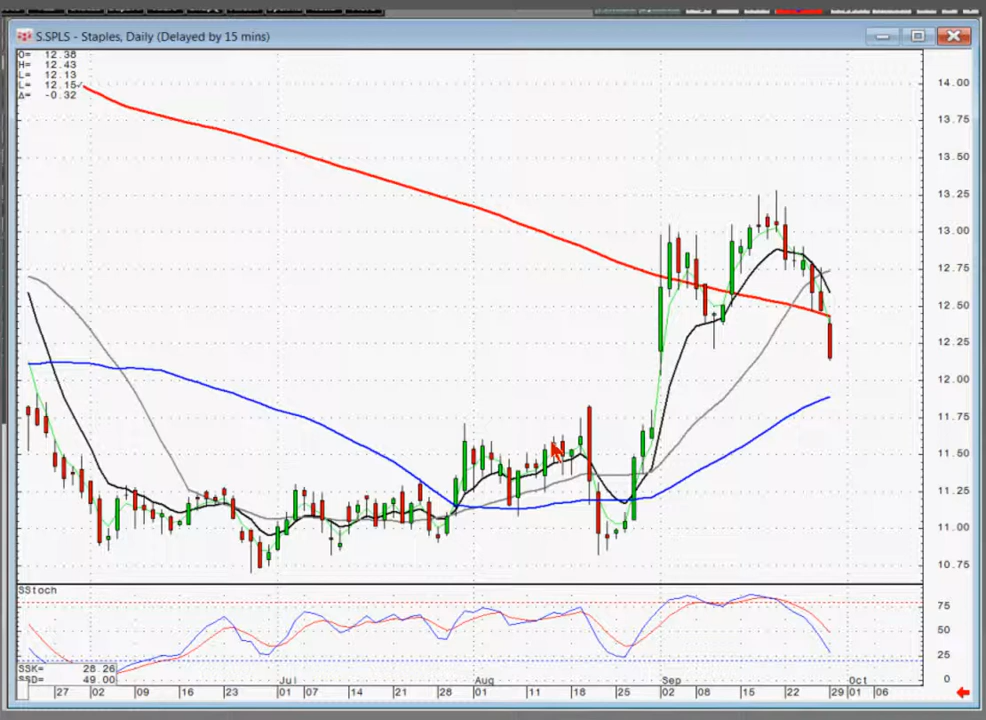 S.SPLS - Staples, Daily (Delayed by 15 mins)
O= 12.38
H= 12.43
L= 12.13
L= 12.15
Δ= -0.32
14.00
13.75
13.50
13.25
13.00
12.75
12.50
12.25
12.00
11.75
11.50
11.25
11.00
10.75
SStoch
75
50
25
0
SSK= 28.26
SSD= 49.00
Jul Aug Sep Oct
27 02 09 16 23 01 07 14 21 28 01 11 18 25 02 08 15 22 29 01 06